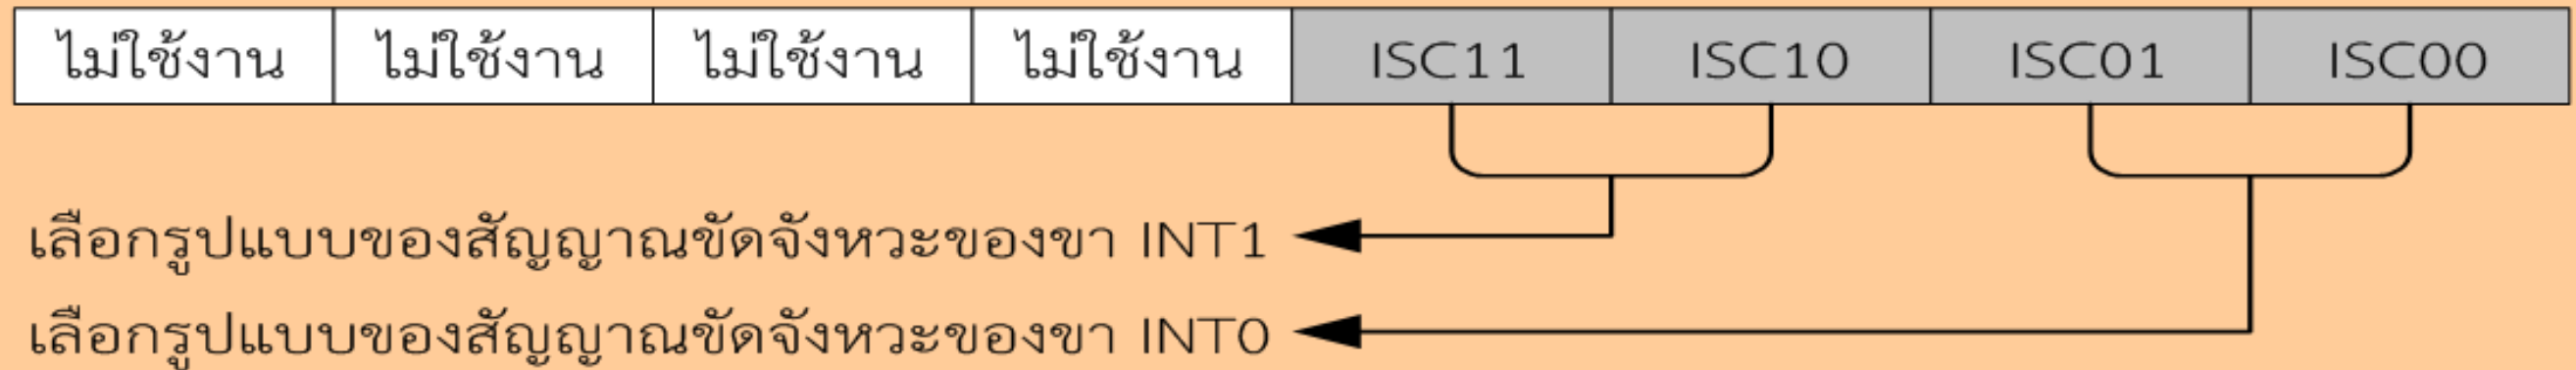 ไม่ใช้งาน ไม่ใช้งาน ไม่ใช้งาน ไม่ใช้งาน ISC11 ISC10 ISC01 ISC00
เลือกรูปแบบของสัญญาณขัดจังหวะของขา INT1
เลือกรูปแบบของสัญญาณขัดจังหวะของขา INT0